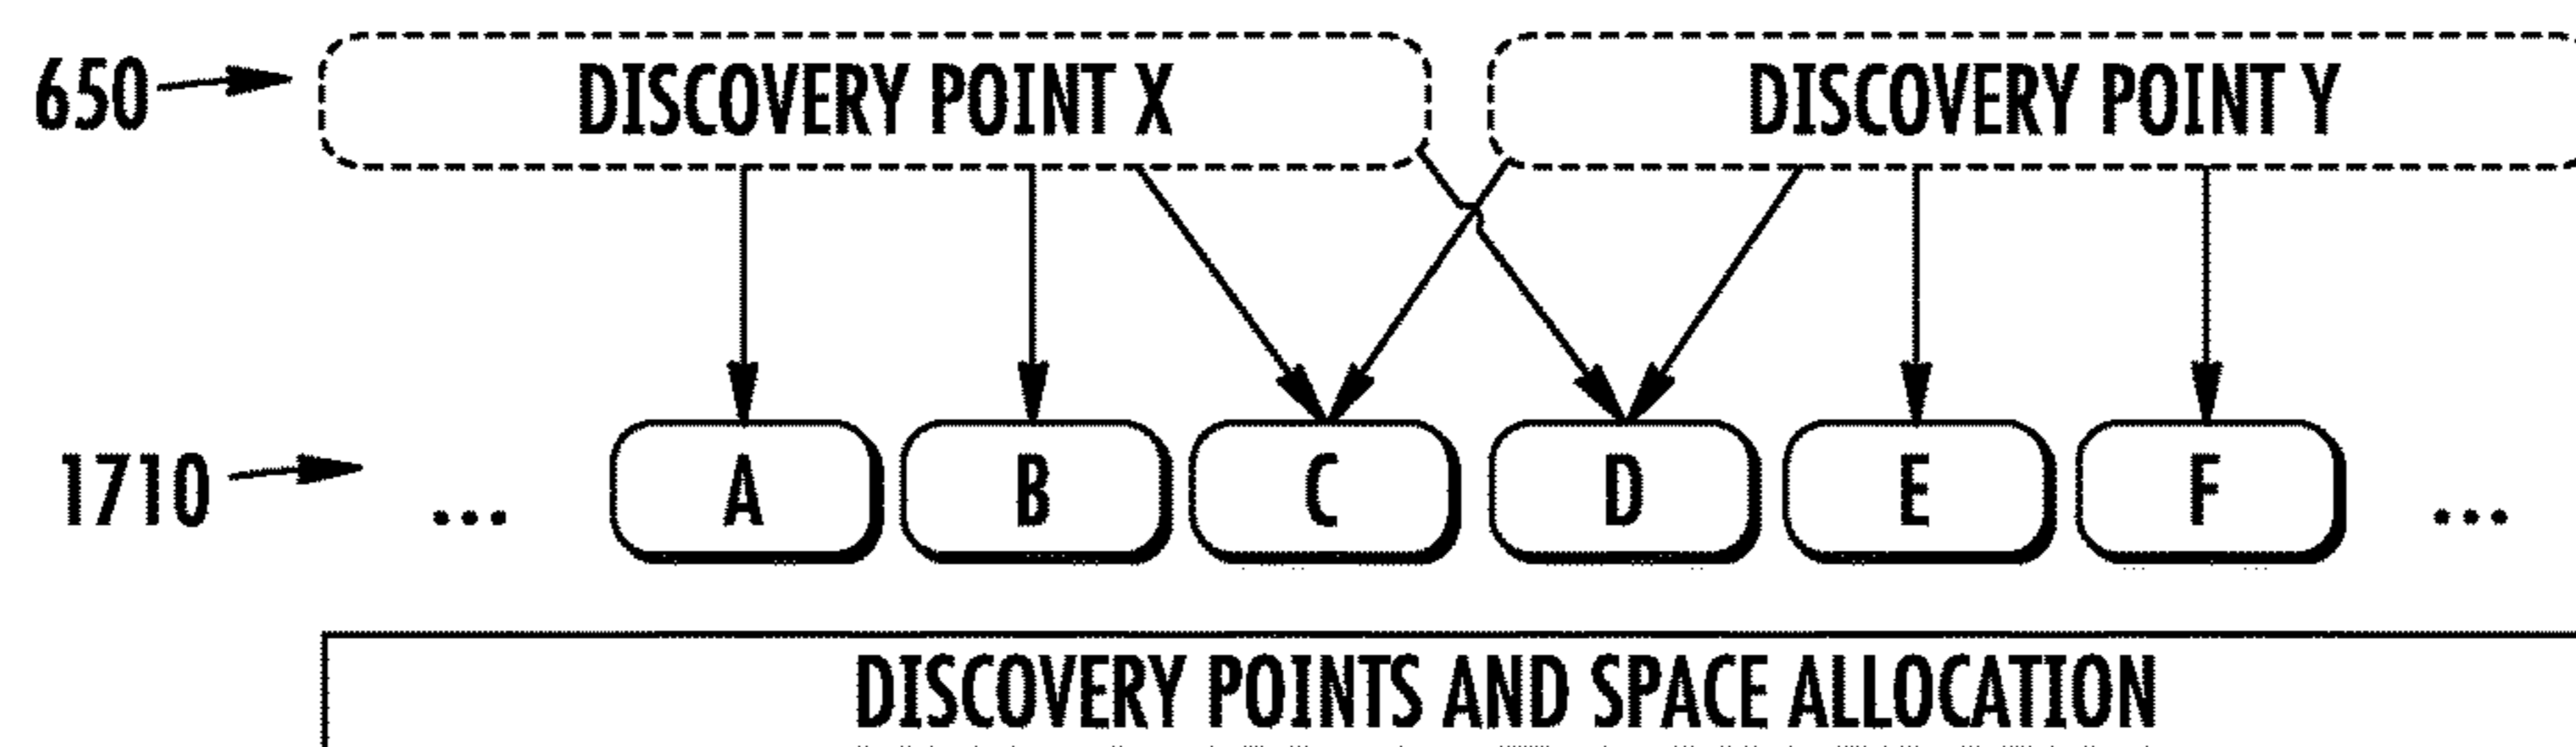 650 DISCOVERY POINT X DISCOVERY POINT Y
1710 ... A B C D E F ...
DISCOVERY POINTS AND SPACE ALLOCATION